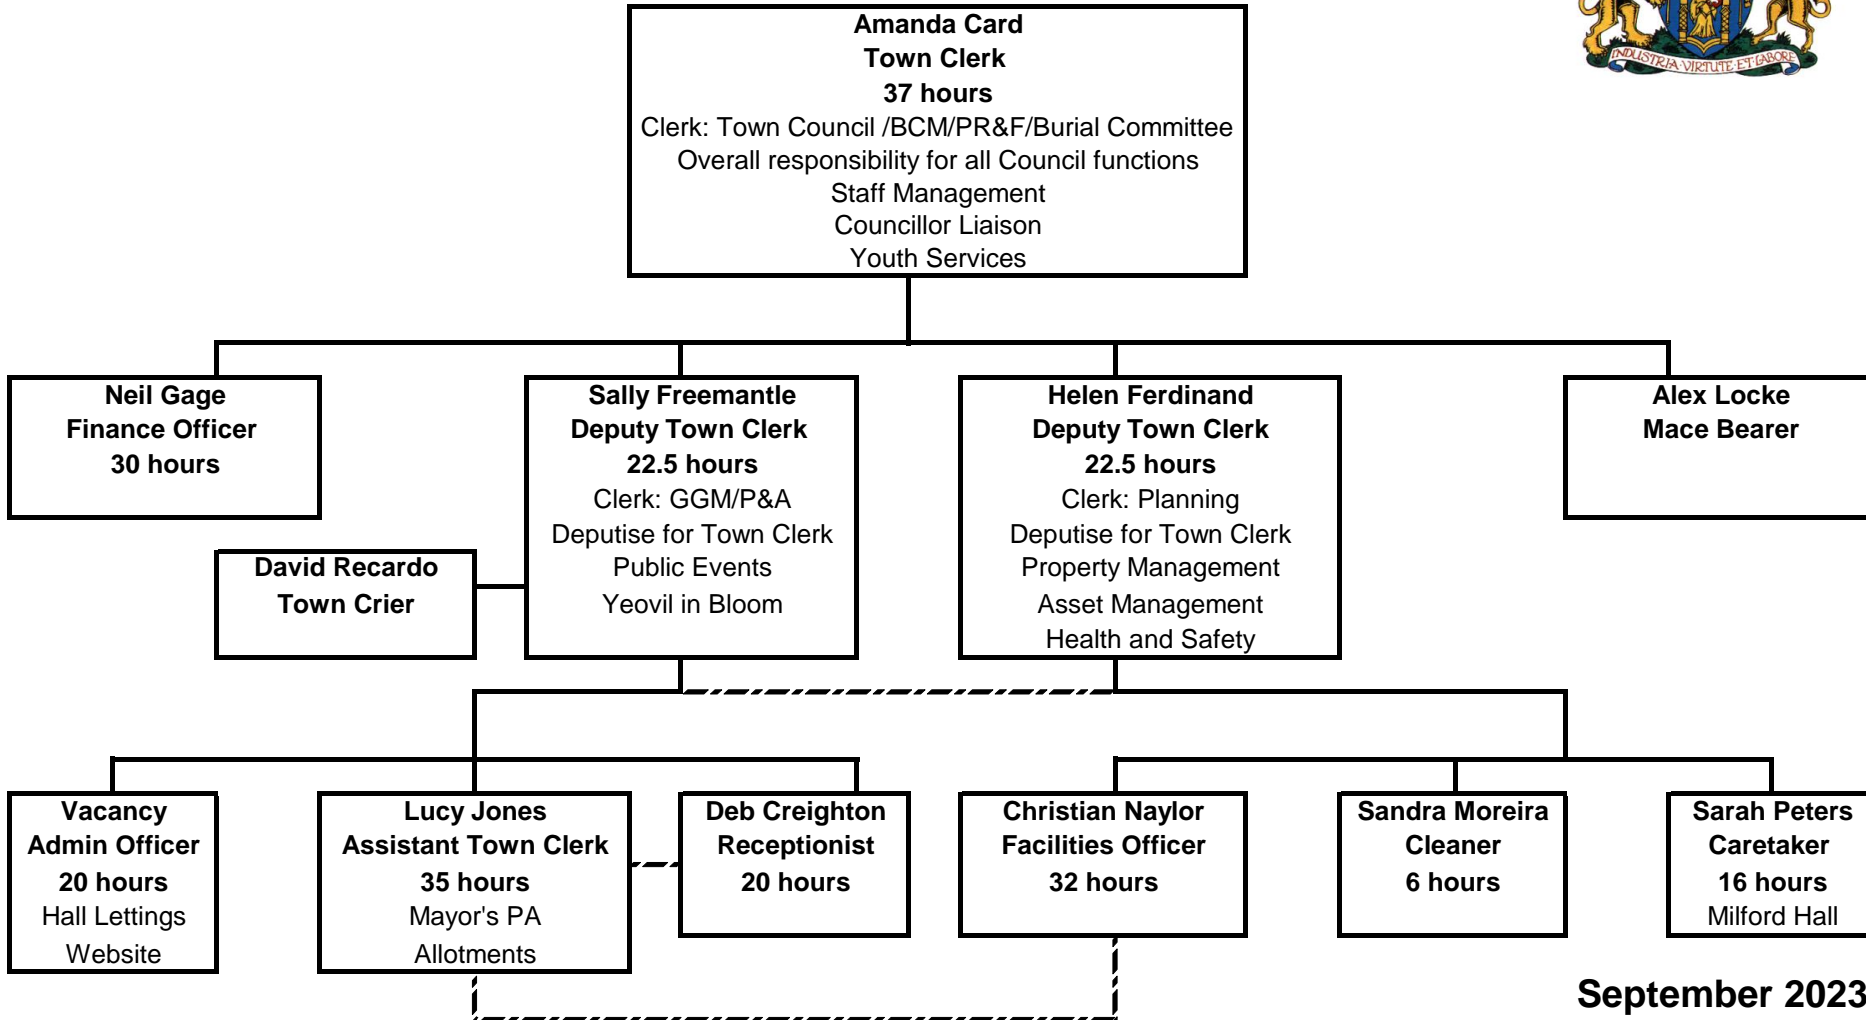 INDUSTRIA·VIRTUTE·ET·LABORE
Amanda Card
Town Clerk
37 hours
Clerk: Town Council /BCM/PR&F/Burial Committee
Overall responsibility for all Council functions
Staff Management
Councillor Liaison
Youth Services
Neil Gage
Finance Officer
30 hours
Sally Freemantle
Deputy Town Clerk
22.5 hours
Clerk: GGM/P&A
Deputise for Town Clerk
Public Events
Yeovil in Bloom
Helen Ferdinand
Deputy Town Clerk
22.5 hours
Clerk: Planning
Deputise for Town Clerk
Property Management
Asset Management
Health and Safety
Alex Locke
Mace Bearer
David Recardo
Town Crier
Vacancy
Admin Officer
20 hours
Hall Lettings
Website
Lucy Jones
Assistant Town Clerk
35 hours
Mayor's PA
Allotments
Deb Creighton
Receptionist
20 hours
Christian Naylor
Facilities Officer
32 hours
Sandra Moreira
Cleaner
6 hours
Sarah Peters
Caretaker
16 hours
Milford Hall
September 2023